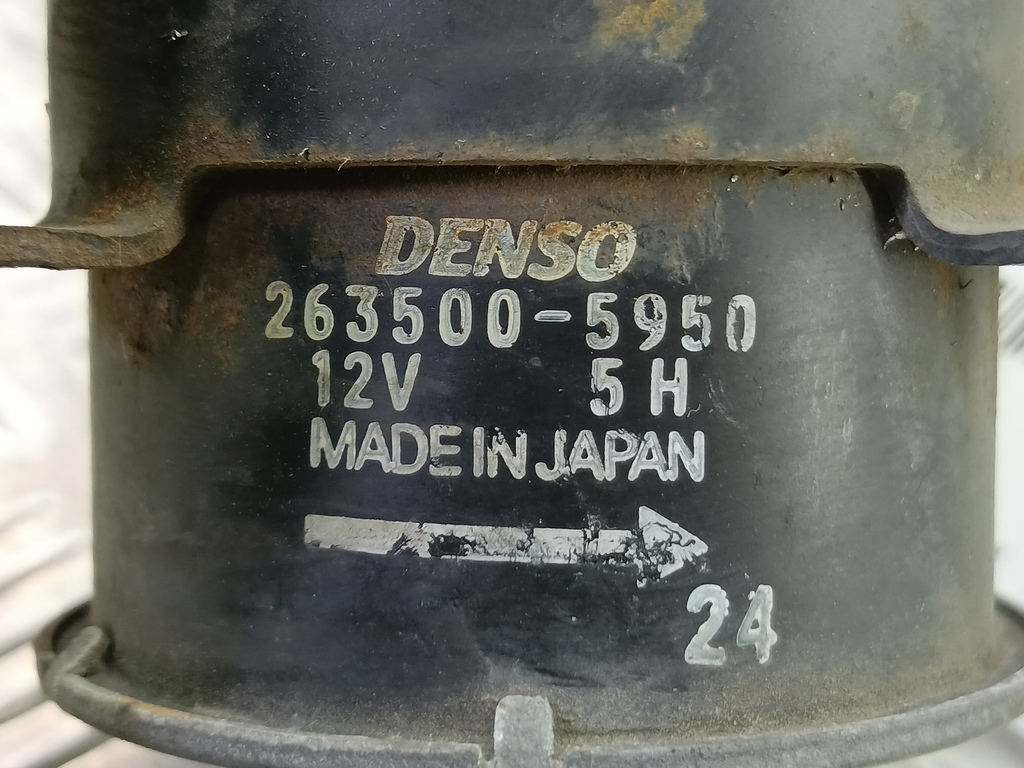 DENSO
263500-5950
12V 5H
MADE IN JAPAN
24